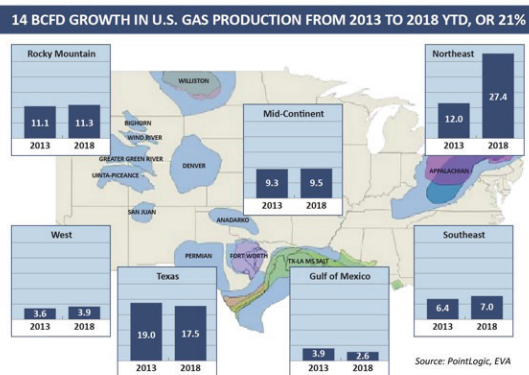 14 BCFD GROWTH IN U.S. GAS PRODUCTION FROM 2013 TO 2018 YTD, OR 21%
Rocky Mountain
11.1 11.3
2013 2018
WILLISTON
BIGHORN
WIND RIVER
GREATER GREEN RIVER
UINTA-PICEANCE
DENVER
SAN JUAN
Mid-Continent
9.3 9.5
2013 2018
Northeast
12.0 27.4
2013 2018
APPALACHIAN
ANADARKO
PERMIAN
FORT WORTH
TX-LA MS SALT
West
3.6 3.9
2013 2018
Texas
19.0 17.5
2013 2018
Gulf of Mexico
3.9 2.6
2013 2018
Southeast
6.4 7.0
2013 2018
Source: PointLogic, EVA